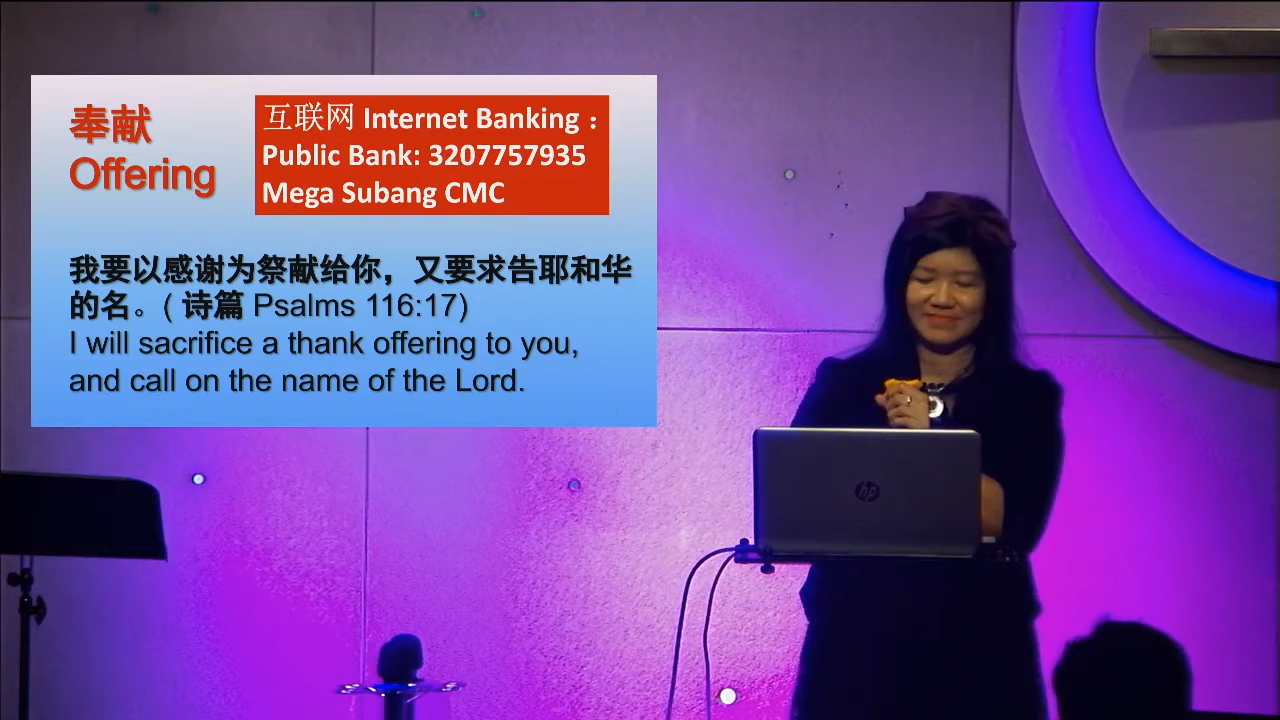 奉献
Offering
互联网 Internet Banking :
Public Bank: 3207757935
Mega Subang CMC
我要以感谢为祭献给你，又要求告耶和华
的名。( 诗篇 Psalms 116:17)
I will sacrifice a thank offering to you,
and call on the name of the Lord.
hp